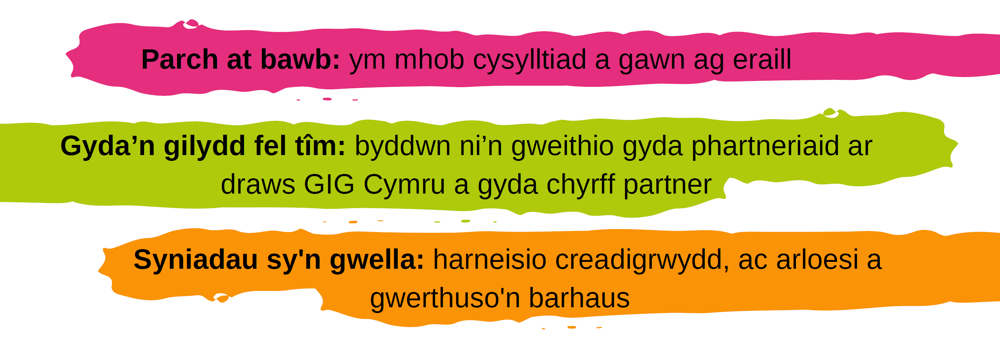 Parch at bawb: ym mhob cysylltiad a gawn ag eraill
Gyda’n gilydd fel tîm: byddwn ni’n gweithio gyda phartneriaid ar
draws GIG Cymru a gyda chyrff partner
Syniadau sy'n gwella: harneisio creadigrwydd, ac arloesi a
gwerthuso'n barhaus